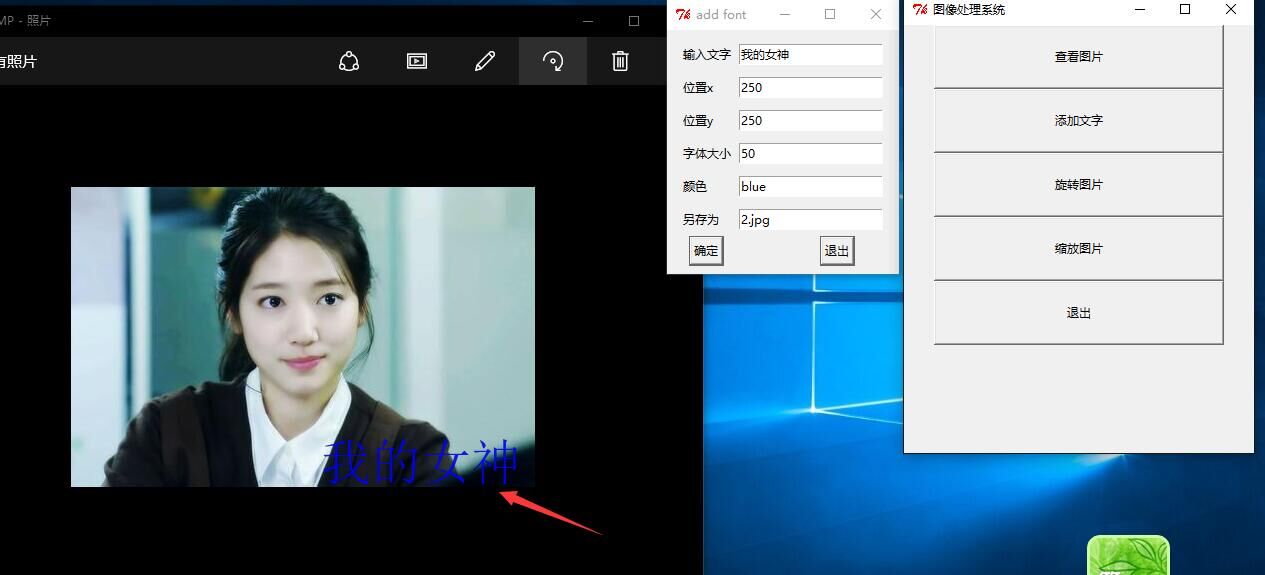 MP - 照片
有照片
我的女神
add font
输入文字 我的女神
位置x 250
位置y 250
字体大小 50
颜色 blue
另存为 2.jpg
确定 退出
图像处理系统
查看图片
添加文字
旋转图片
缩放图片
退出